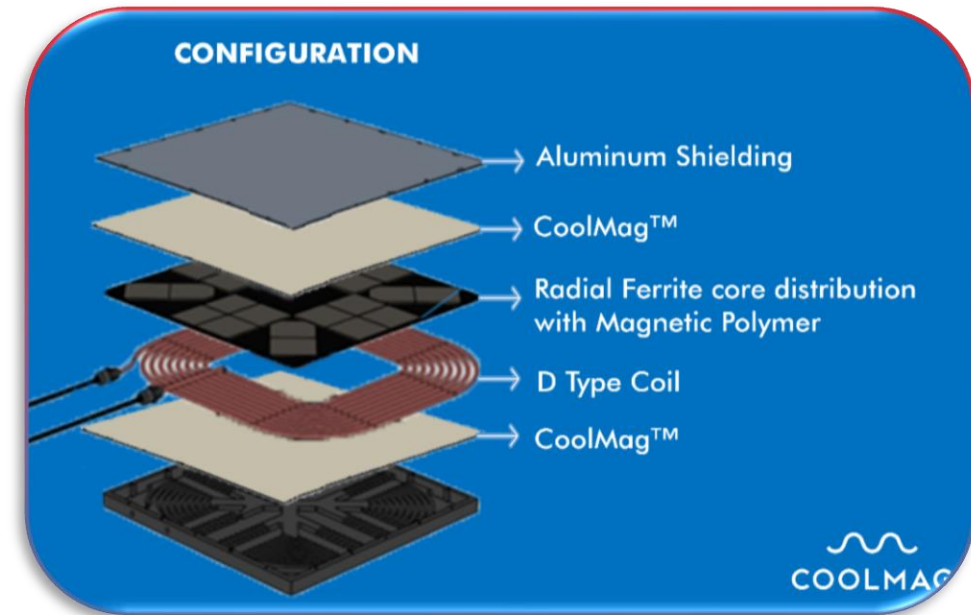 CONFIGURATION
Aluminum Shielding
CoolMag™
Radial Ferrite core distribution
with Magnetic Polymer
D Type Coil
CoolMag™
COOLMAG